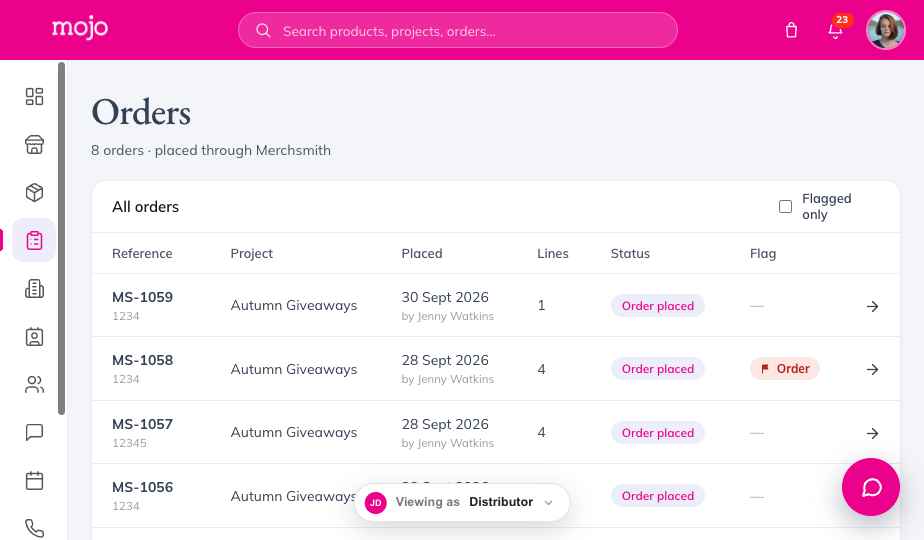 mojo
Search products, projects, orders...
23
Orders
8 orders · placed through Merchsmith
All orders
Flagged only
Reference Project Placed Lines Status Flag
MS-1059 Autumn Giveaways 30 Sept 2026 1 Order placed —
1234 by Jenny Watkins
MS-1058 Autumn Giveaways 28 Sept 2026 4 Order placed Order
1234 by Jenny Watkins
MS-1057 Autumn Giveaways 28 Sept 2026 4 Order placed —
12345 by Jenny Watkins
MS-1056 Autumn Giveaways Order placed —
1234
JD Viewing as Distributor